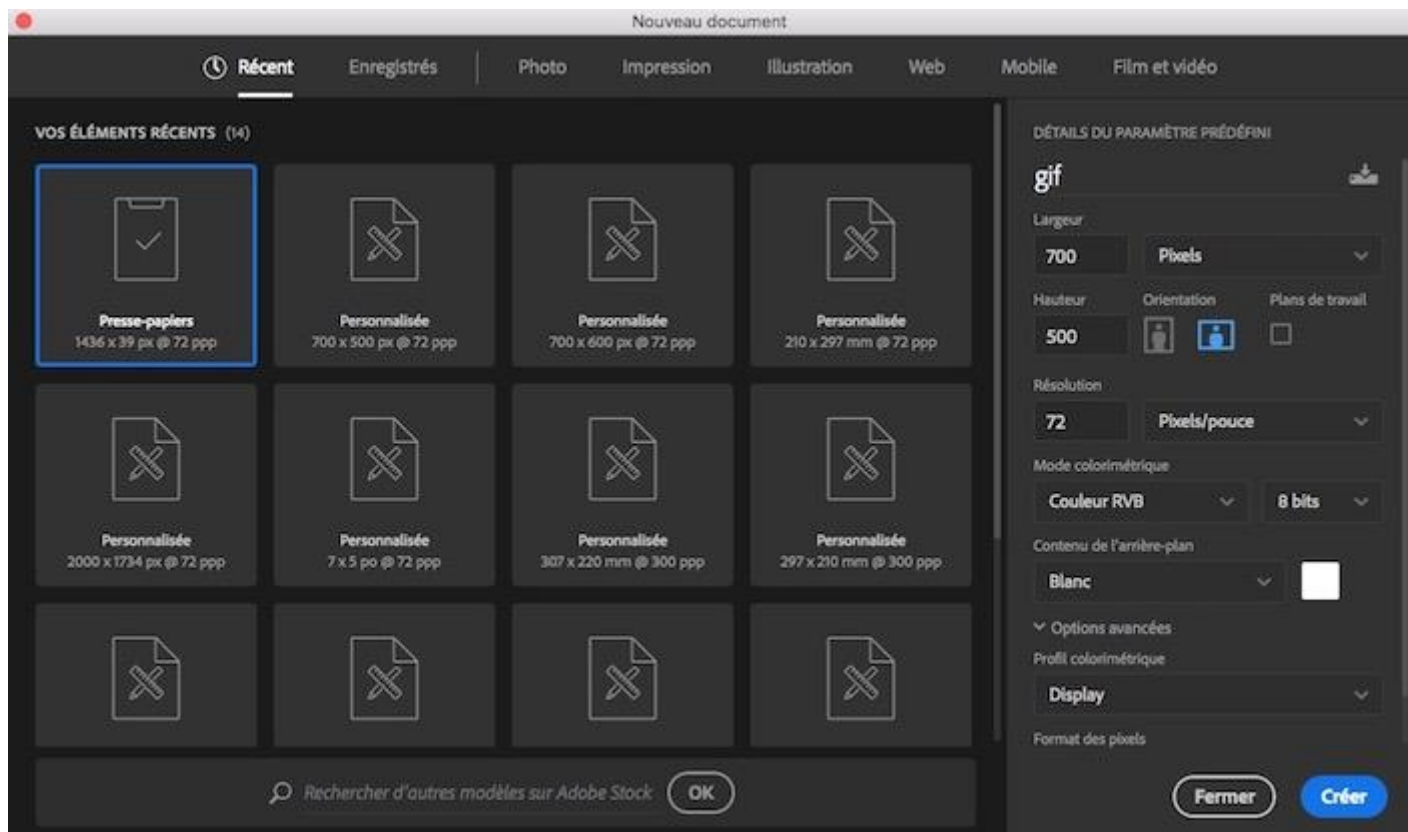 Nouveau document
Récent Enregistrés Photo Impression Illustration Web Mobile Film et vidéo
VOS ÉLÉMENTS RÉCENTS (14)
Presse-papiers
1436 x 39 px @ 72 ppp
Personnalisée
700 x 500 px @ 72 ppp
Personnalisée
700 x 600 px @ 72 ppp
Personnalisée
210 x 297 mm @ 72 ppp
Personnalisée
2000 x 1734 px @ 72 ppp
Personnalisée
7 x 5 po @ 72 ppp
Personnalisée
307 x 220 mm @ 300 ppp
Personnalisée
297 x 210 mm @ 300 ppp
Rechercher d'autres modèles sur Adobe Stock OK
DÉTAILS DU PARAMÈTRE PRÉDÉFINI
gif
Largeur
700 Pixels
Hauteur Orientation Plans de travail
500
Résolution
72 Pixels/pouce
Mode colorimétrique
Couleur RVB 8 bits
Contenu de l'arrière-plan
Blanc
Options avancées
Profil colorimétrique
Display
Format des pixels
Fermer Créer